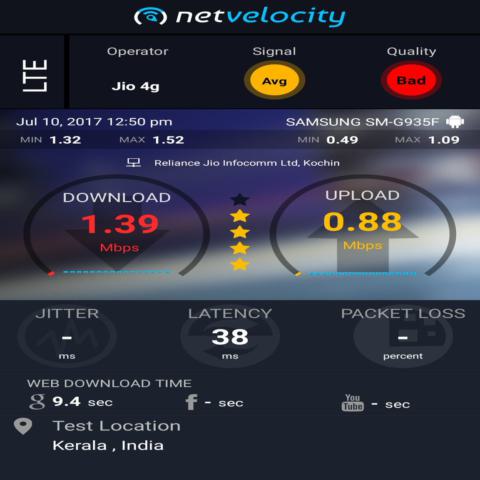 netvelocity
LTE
Operator
Signal
Quality
Jio 4g
Avg
Bad
Jul 10, 2017 12:50 pm
SAMSUNG SM-G935F
MIN 1.32 MAX 1.52
MIN 0.49 MAX 1.09
Reliance Jio Infocomm Ltd, Kochin
DOWNLOAD
1.39
Mbps
UPLOAD
0.88
Mbps
JITTER
-
ms
LATENCY
38
ms
PACKET LOSS
-
percent
WEB DOWNLOAD TIME
g 9.4 sec
f - sec
You Tube - sec
Test Location
Kerala , India